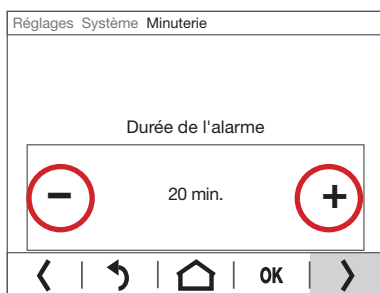 Réglages Système Minuterie
Durée de l'alarme
− 20 min. +
OK